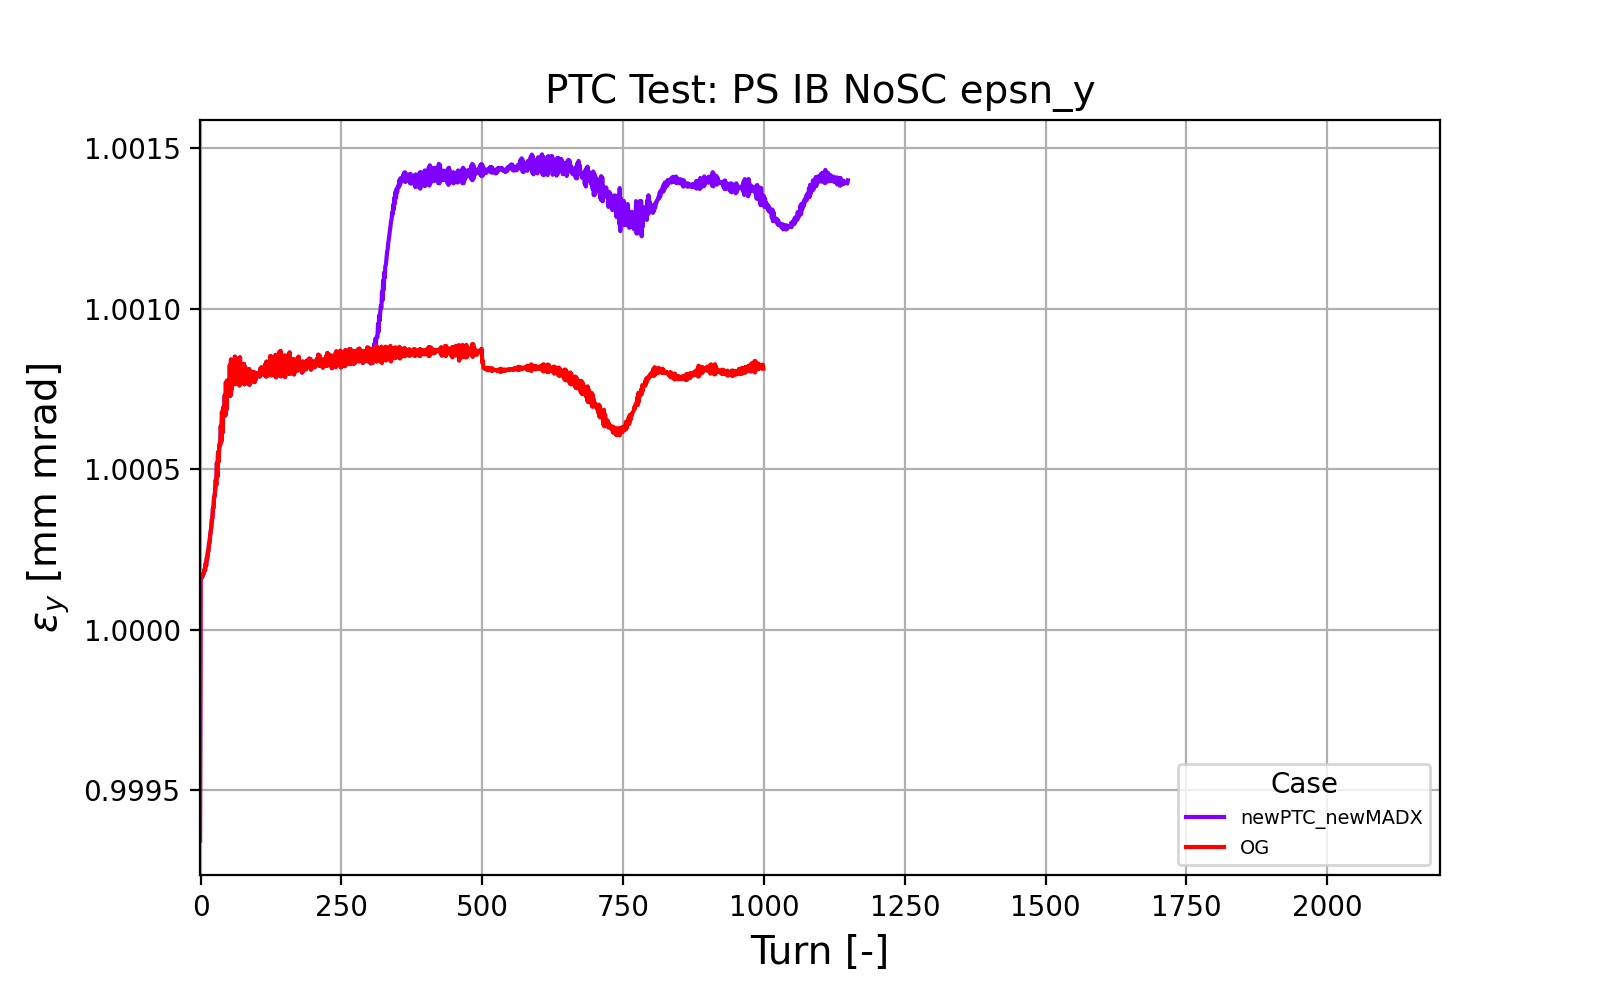 PTC Test: PS IB NoSC epsn_y
1.0015
1.0010
1.0005
1.0000
0.9995
εy [mm mrad]
0 250 500 750 1000 1250 1500 1750 2000
Turn [-]
Case
newPTC_newMADX
OG